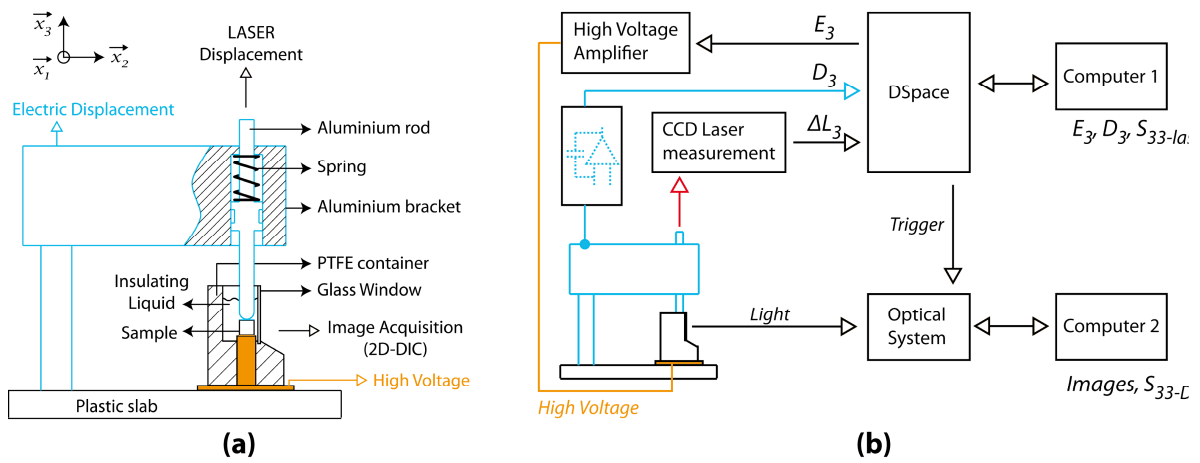 x₃
x₁
x₂
LASER
Displacement
Electric Displacement
Aluminium rod
Spring
Aluminium bracket
PTFE container
Insulating
Liquid
Glass Window
Sample
Image Acquisition
(2D-DIC)
High Voltage
Plastic slab
(a)
High Voltage
Amplifier
E₃
D₃
CCD Laser
measurement
ΔL₃
DSpace
Computer 1
E₃, D₃, S₃₃₋ₗₐₛ
Trigger
Light
Optical
System
Computer 2
Images, S₃₃₋D
High Voltage
(b)